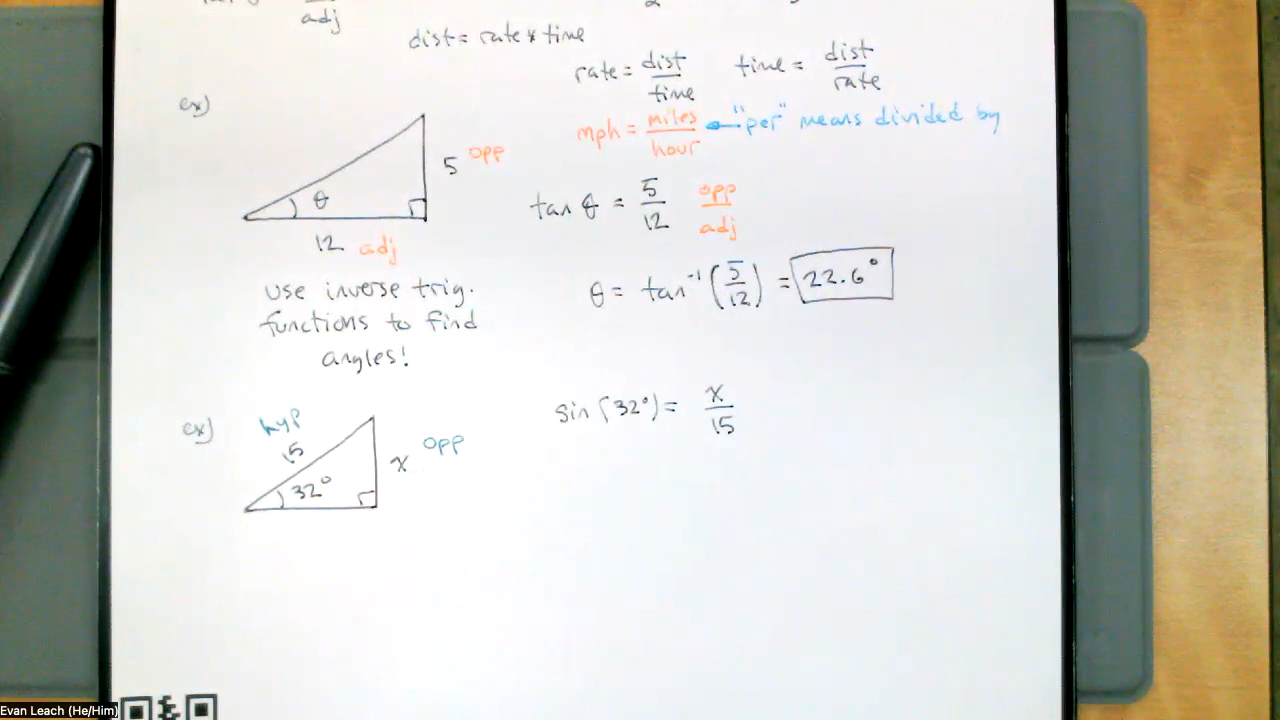 adj
dist = rate * time
rate = dist/time time = dist/rate
mph = miles/hour "per" means divided by
ex)
θ
5 opp
12 adj
tan θ = 5/12 opp/adj
θ = tan⁻¹(5/12) = 22.6°
use inverse trig.
functions to find
angles!
ex)
hyp
15
32°
x opp
sin(32°) = x/15
Evan Leach (He/Him)